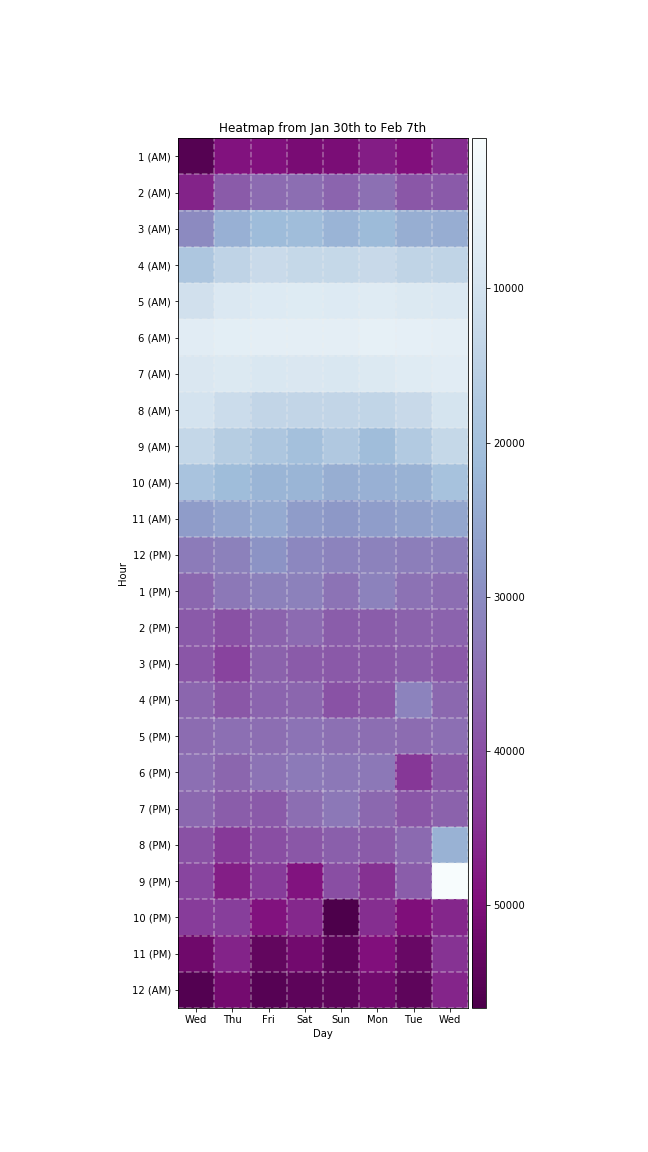 Heatmap from Jan 30th to Feb 7th
1 (AM)
2 (AM)
3 (AM)
4 (AM)
5 (AM)
6 (AM)
7 (AM)
8 (AM)
9 (AM)
10 (AM)
11 (AM)
12 (PM)
1 (PM)
2 (PM)
3 (PM)
4 (PM)
5 (PM)
6 (PM)
7 (PM)
8 (PM)
9 (PM)
10 (PM)
11 (PM)
12 (AM)
Hour
Wed Thu Fri Sat Sun Mon Tue Wed
Day
10000
20000
30000
40000
50000